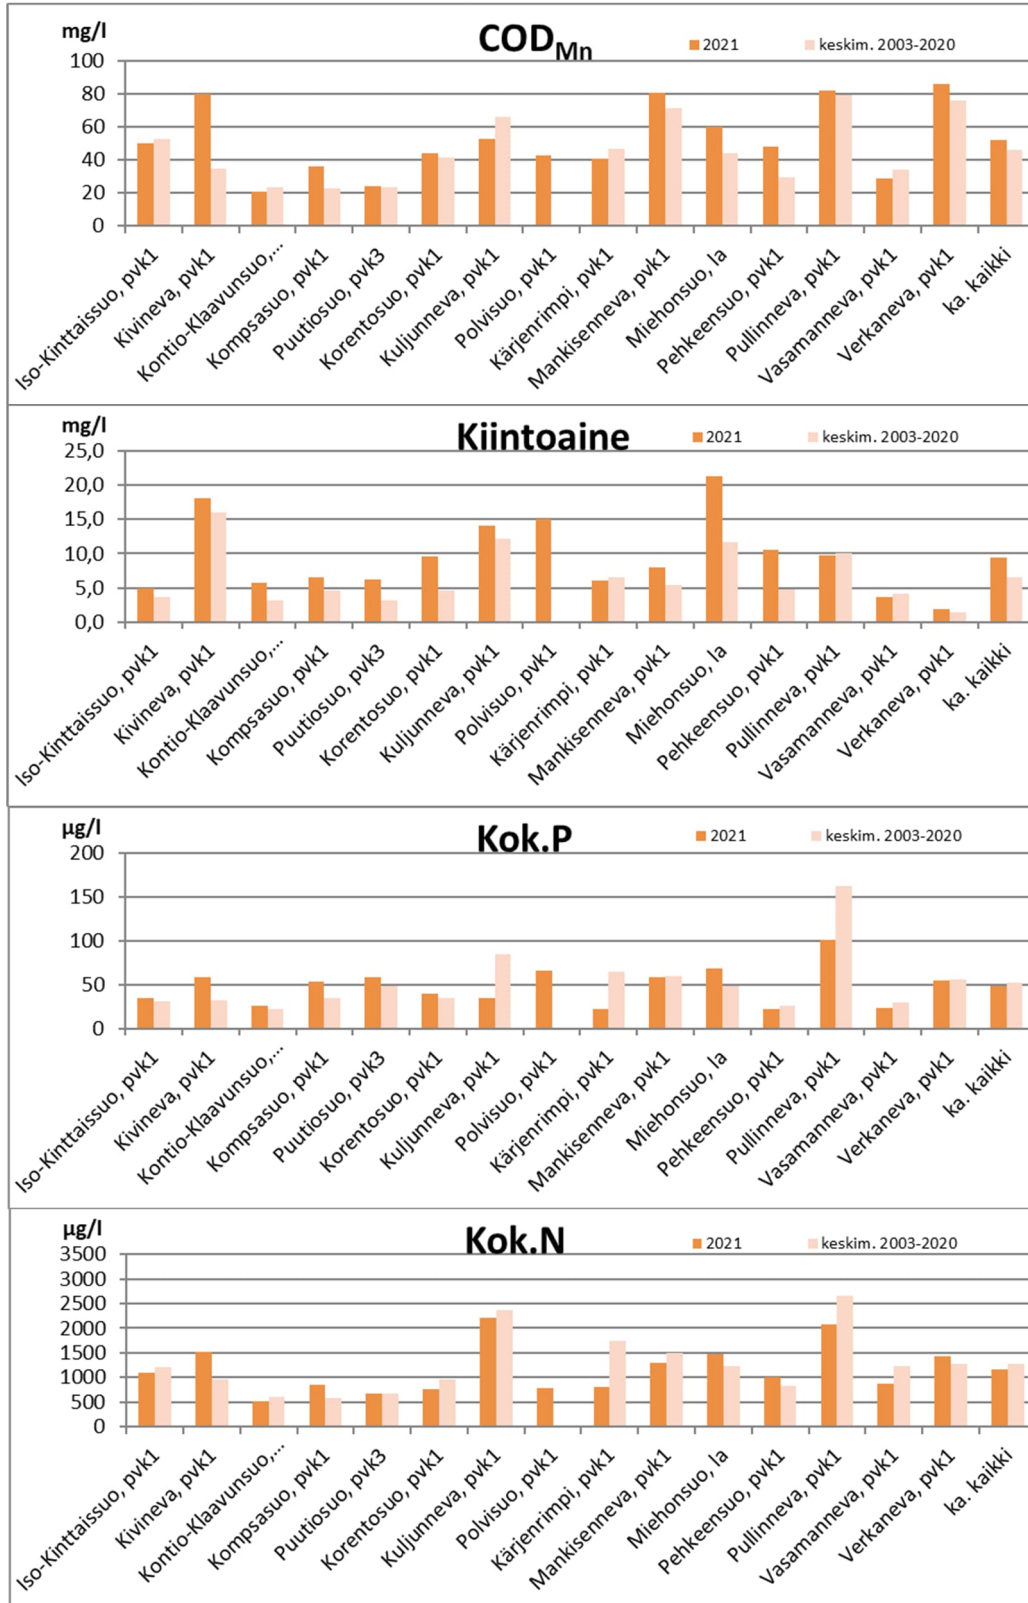 mg/l
COD_Mn
2021
keskim. 2003-2020
100
80
60
40
20
0
Iso-Kinttaissuo, pvk1
Kivineva, pvk1
Kontio-Klaavunsuo,...
Kompsasuo, pvk1
Puutiosuo, pvk3
Korentosuo, pvk1
Kuljunneva, pvk1
Polvisuo, pvk1
Kärjenrimpi, pvk1
Mankisenneva, pvk1
Miehonsuo, la
Pehkeensuo, pvk1
Pullinneva, pvk1
Vasamanneva, pvk1
Verkaneva, pvk1
ka. kaikki
mg/l
Kiintoaine
2021
keskim. 2003-2020
25,0
20,0
15,0
10,0
5,0
0,0
Iso-Kinttaissuo, pvk1
Kivineva, pvk1
Kontio-Klaavunsuo,...
Kompsasuo, pvk1
Puutiosuo, pvk3
Korentosuo, pvk1
Kuljunneva, pvk1
Polvisuo, pvk1
Kärjenrimpi, pvk1
Mankisenneva, pvk1
Miehonsuo, la
Pehkeensuo, pvk1
Pullinneva, pvk1
Vasamanneva, pvk1
Verkaneva, pvk1
ka. kaikki
µg/l
Kok.P
2021
keskim. 2003-2020
200
150
100
50
0
Iso-Kinttaissuo, pvk1
Kivineva, pvk1
Kontio-Klaavunsuo,...
Kompsasuo, pvk1
Puutiosuo, pvk3
Korentosuo, pvk1
Kuljunneva, pvk1
Polvisuo, pvk1
Kärjenrimpi, pvk1
Mankisenneva, pvk1
Miehonsuo, la
Pehkeensuo, pvk1
Pullinneva, pvk1
Vasamanneva, pvk1
Verkaneva, pvk1
ka. kaikki
µg/l
Kok.N
2021
keskim. 2003-2020
3500
3000
2500
2000
1500
1000
500
0
Iso-Kinttaissuo, pvk1
Kivineva, pvk1
Kontio-Klaavunsuo,...
Kompsasuo, pvk1
Puutiosuo, pvk3
Korentosuo, pvk1
Kuljunneva, pvk1
Polvisuo, pvk1
Kärjenrimpi, pvk1
Mankisenneva, pvk1
Miehonsuo, la
Pehkeensuo, pvk1
Pullinneva, pvk1
Vasamanneva, pvk1
Verkaneva, pvk1
ka. kaikki